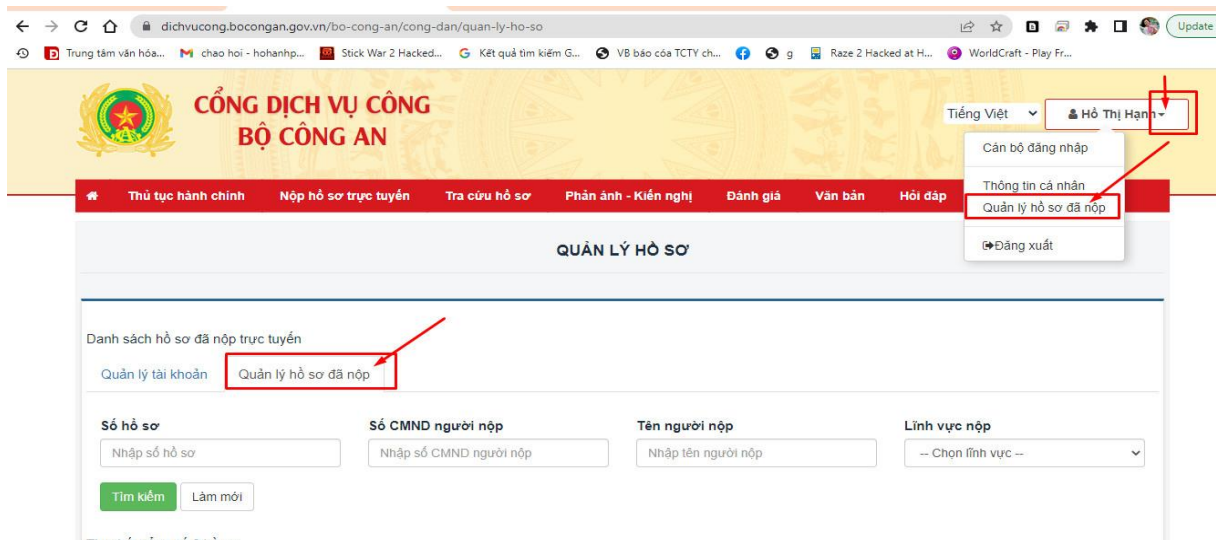 dichvucong.bocongan.gov.vn/bo-cong-an/cong-dan/quan-ly-ho-so
Update
Trung tâm văn hóa... chao hoi - hohanhp... Stick War 2 Hacked... Kết quả tìm kiếm G... VB báo cóa TCTY ch... g Raze 2 Hacked at H... WorldCraft - Play Fr...
CỔNG DỊCH VỤ CÔNG
BỘ CÔNG AN
Tiếng Việt Hồ Thị Hạnh
Cán bộ đăng nhập
Thông tin cá nhân
Quản lý hồ sơ đã nộp
Đăng xuất
Thủ tục hành chính Nộp hồ sơ trực tuyến Tra cứu hồ sơ Phản ánh - Kiến nghị Đánh giá Văn bản Hỏi đáp
QUẢN LÝ HỒ SƠ
Danh sách hồ sơ đã nộp trực tuyến
Quản lý tài khoản Quản lý hồ sơ đã nộp
Số hồ sơ Số CMND người nộp Tên người nộp Lĩnh vực nộp
Nhập số hồ sơ Nhập số CMND người nộp Nhập tên người nộp -- Chọn lĩnh vực --
Tìm kiếm Làm mới